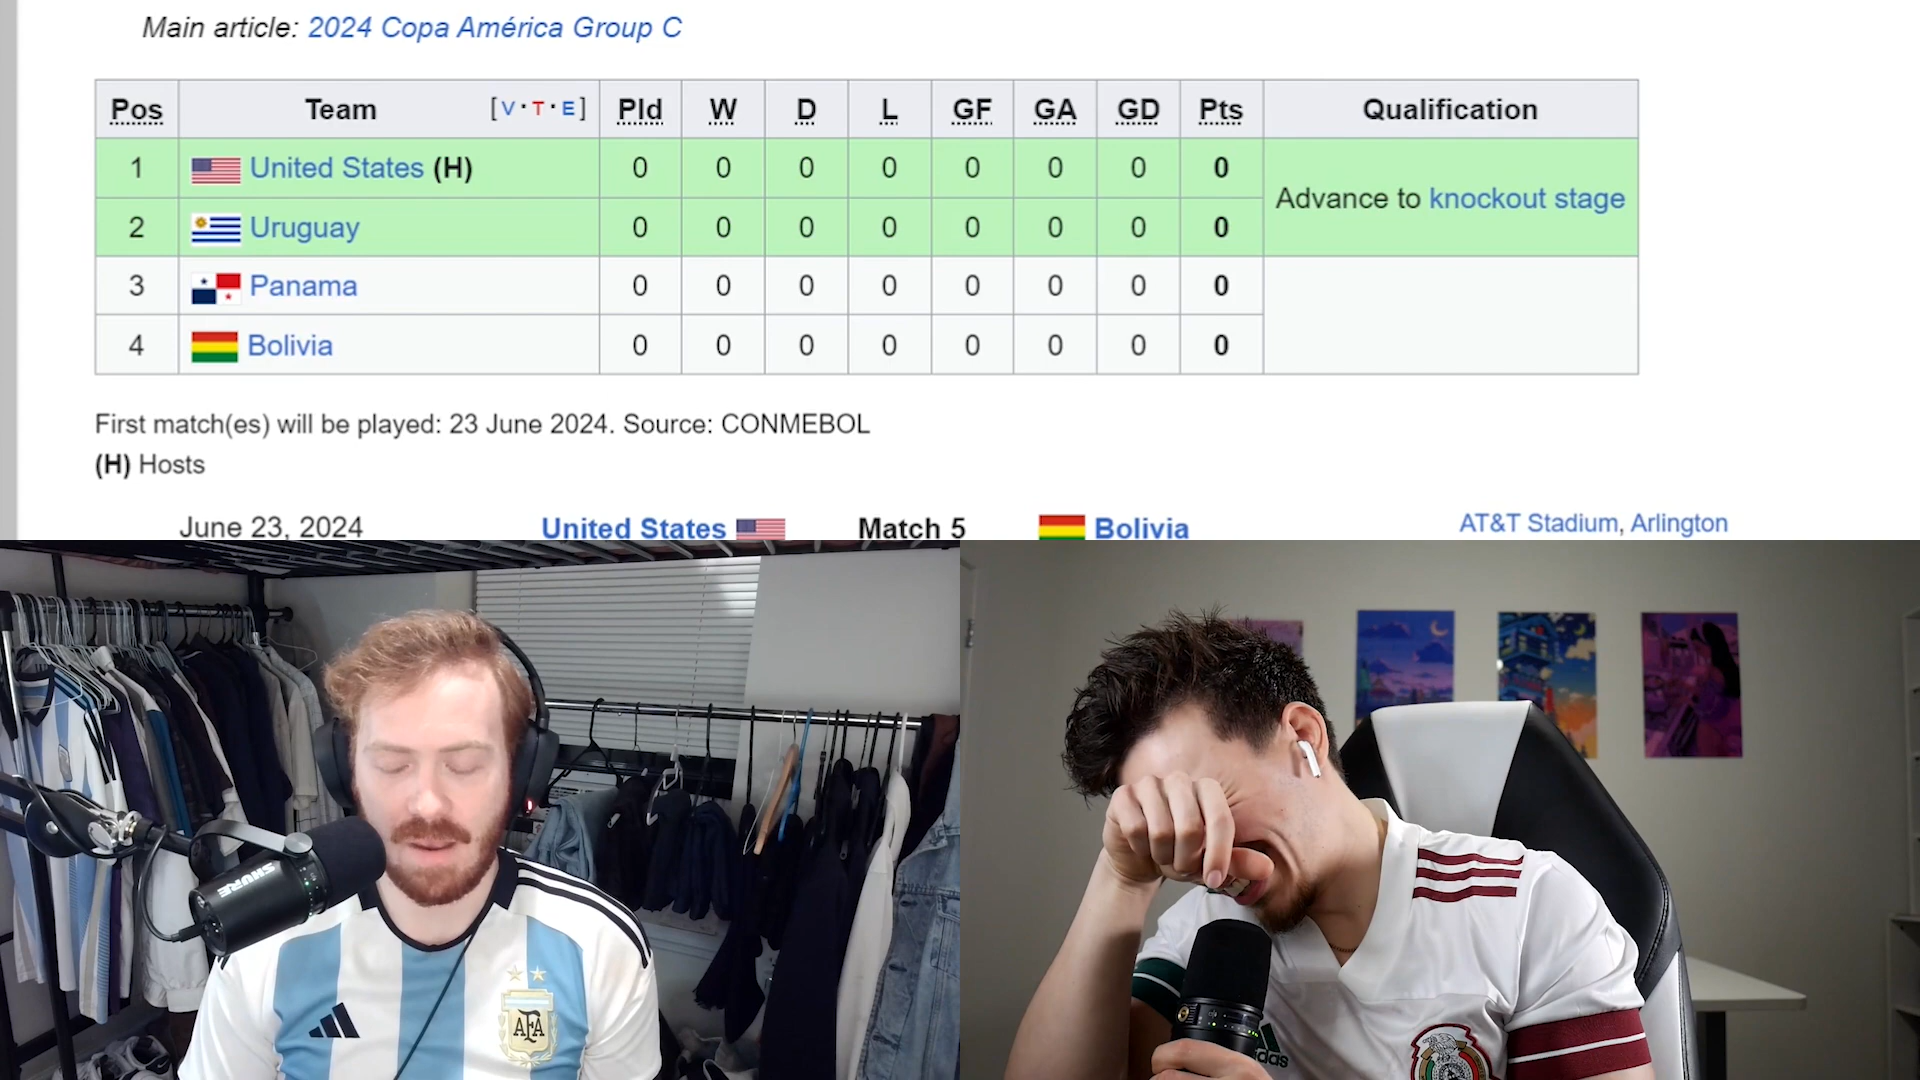 Main article: 2024 Copa América Group C
Pos Team [V·T·E] Pld W D L GF GA GD Pts Qualification
1 United States (H) 0 0 0 0 0 0 0 0 Advance to knockout stage
2 Uruguay 0 0 0 0 0 0 0 0
3 Panama 0 0 0 0 0 0 0 0
4 Bolivia 0 0 0 0 0 0 0 0
First match(es) will be played: 23 June 2024. Source: CONMEBOL
(H) Hosts
June 23, 2024 United States Match 5 Bolivia AT&T Stadium, Arlington
SHURE
AFA
adidas